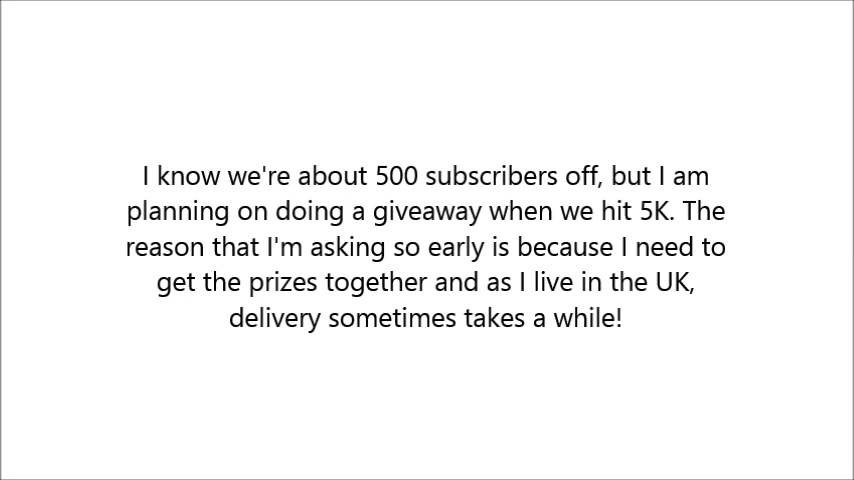 I know we're about 500 subscribers off, but I am
planning on doing a giveaway when we hit 5K. The
reason that I'm asking so early is because I need to
get the prizes together and as I live in the UK,
delivery sometimes takes a while!